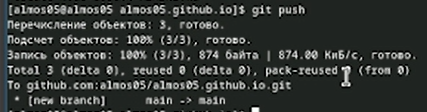 [almos05@almos05 almos05.github.io]$ git push
Перечисление объектов: 3, готово.
Подсчет объектов: 100% (3/3), готово.
Запись объектов: 100% (3/3), 874 байта | 874.00 КиБ/с, готово.
Total 3 (delta 0), reused 0 (delta 0), pack-reused (from 0)
To github.com:almos05/almos05.github.io.git
* [new branch] main -> main